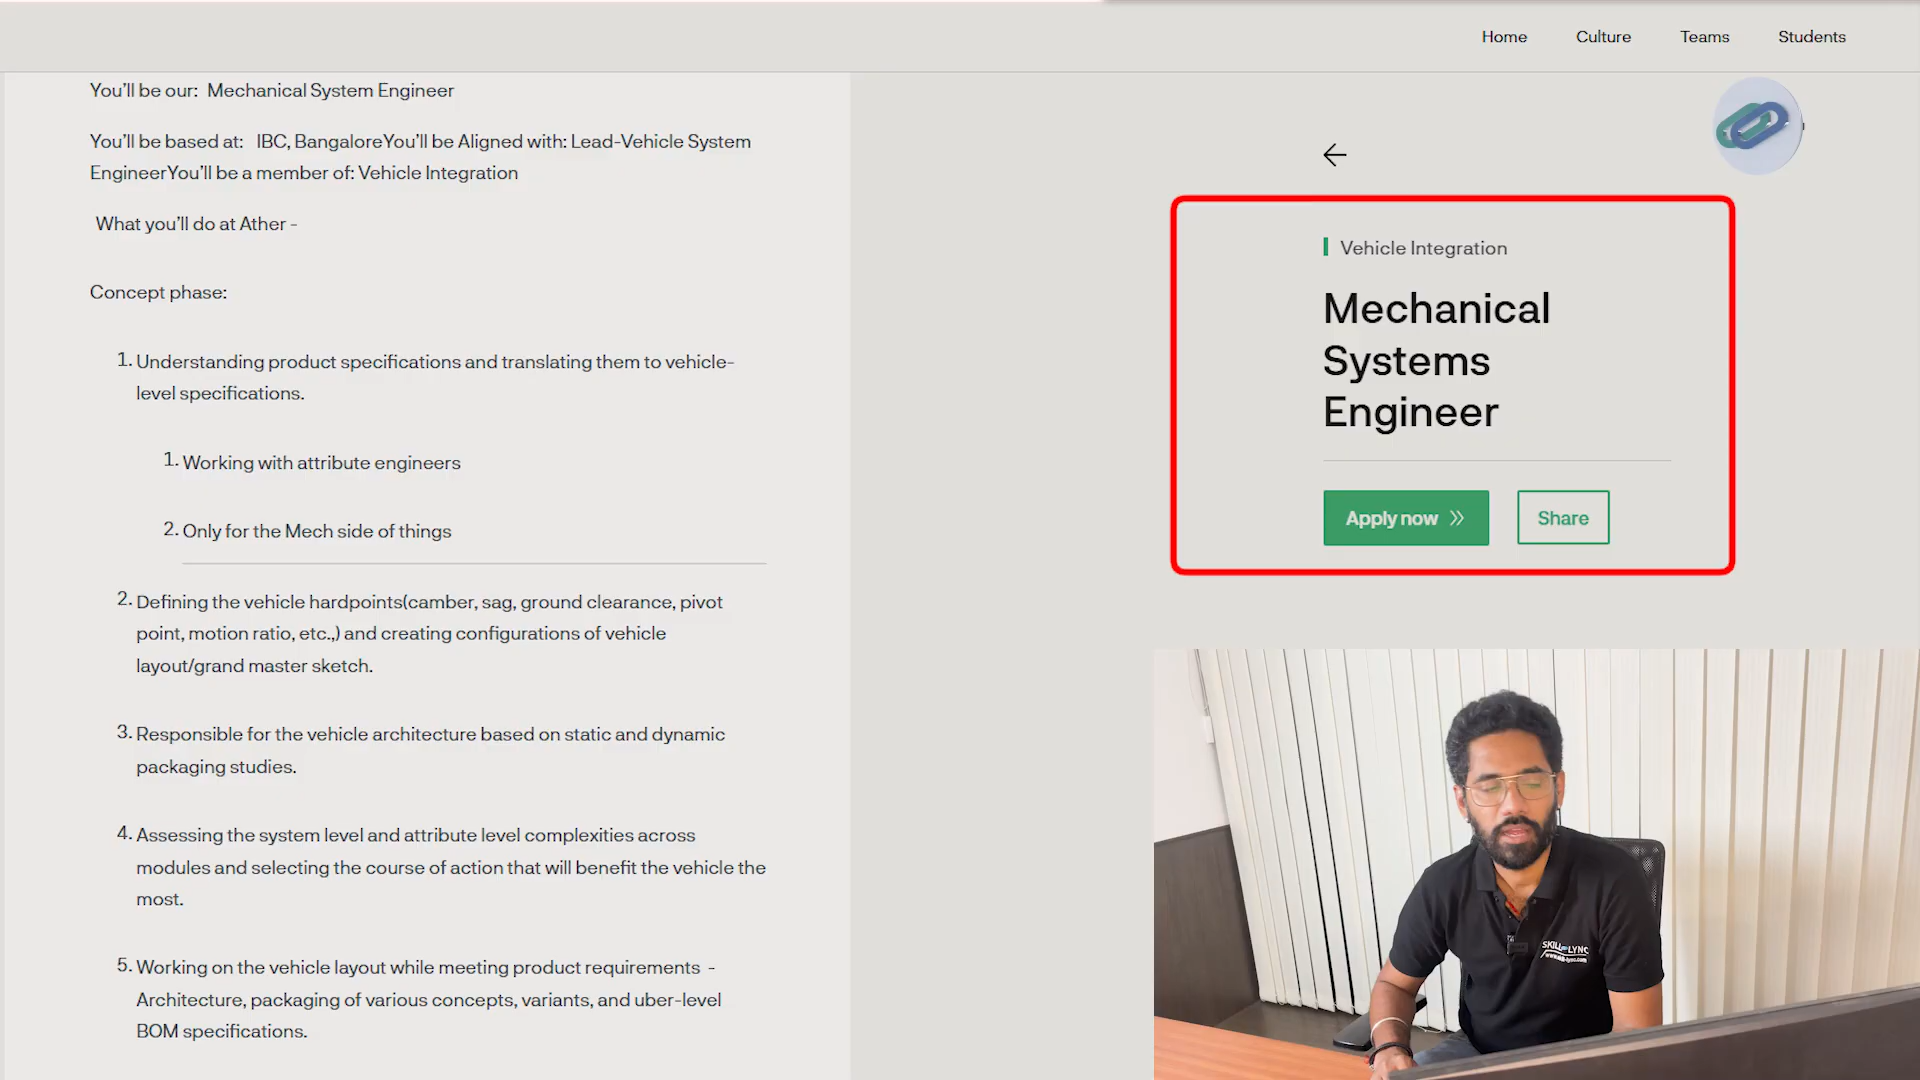 Home
Culture
Teams
Students
You'll be our: Mechanical System Engineer
You'll be based at: IBC, BangaloreYou'll be Aligned with: Lead-Vehicle System
EngineerYou'll be a member of: Vehicle Integration
What you'll do at Ather -
Concept phase:
1. Understanding product specifications and translating them to vehicle-
level specifications.
1. Working with attribute engineers
2. Only for the Mech side of things
2. Defining the vehicle hardpoints(camber, sag, ground clearance, pivot
point, motion ratio, etc.,) and creating configurations of vehicle
layout/grand master sketch.
3. Responsible for the vehicle architecture based on static and dynamic
packaging studies.
4. Assessing the system level and attribute level complexities across
modules and selecting the course of action that will benefit the vehicle the
most.
5. Working on the vehicle layout while meeting product requirements -
Architecture, packaging of various concepts, variants, and uber-level
BOM specifications.
Vehicle Integration
Mechanical
Systems
Engineer
Apply now
Share
SKILL LYNC
www.skill-lync.com